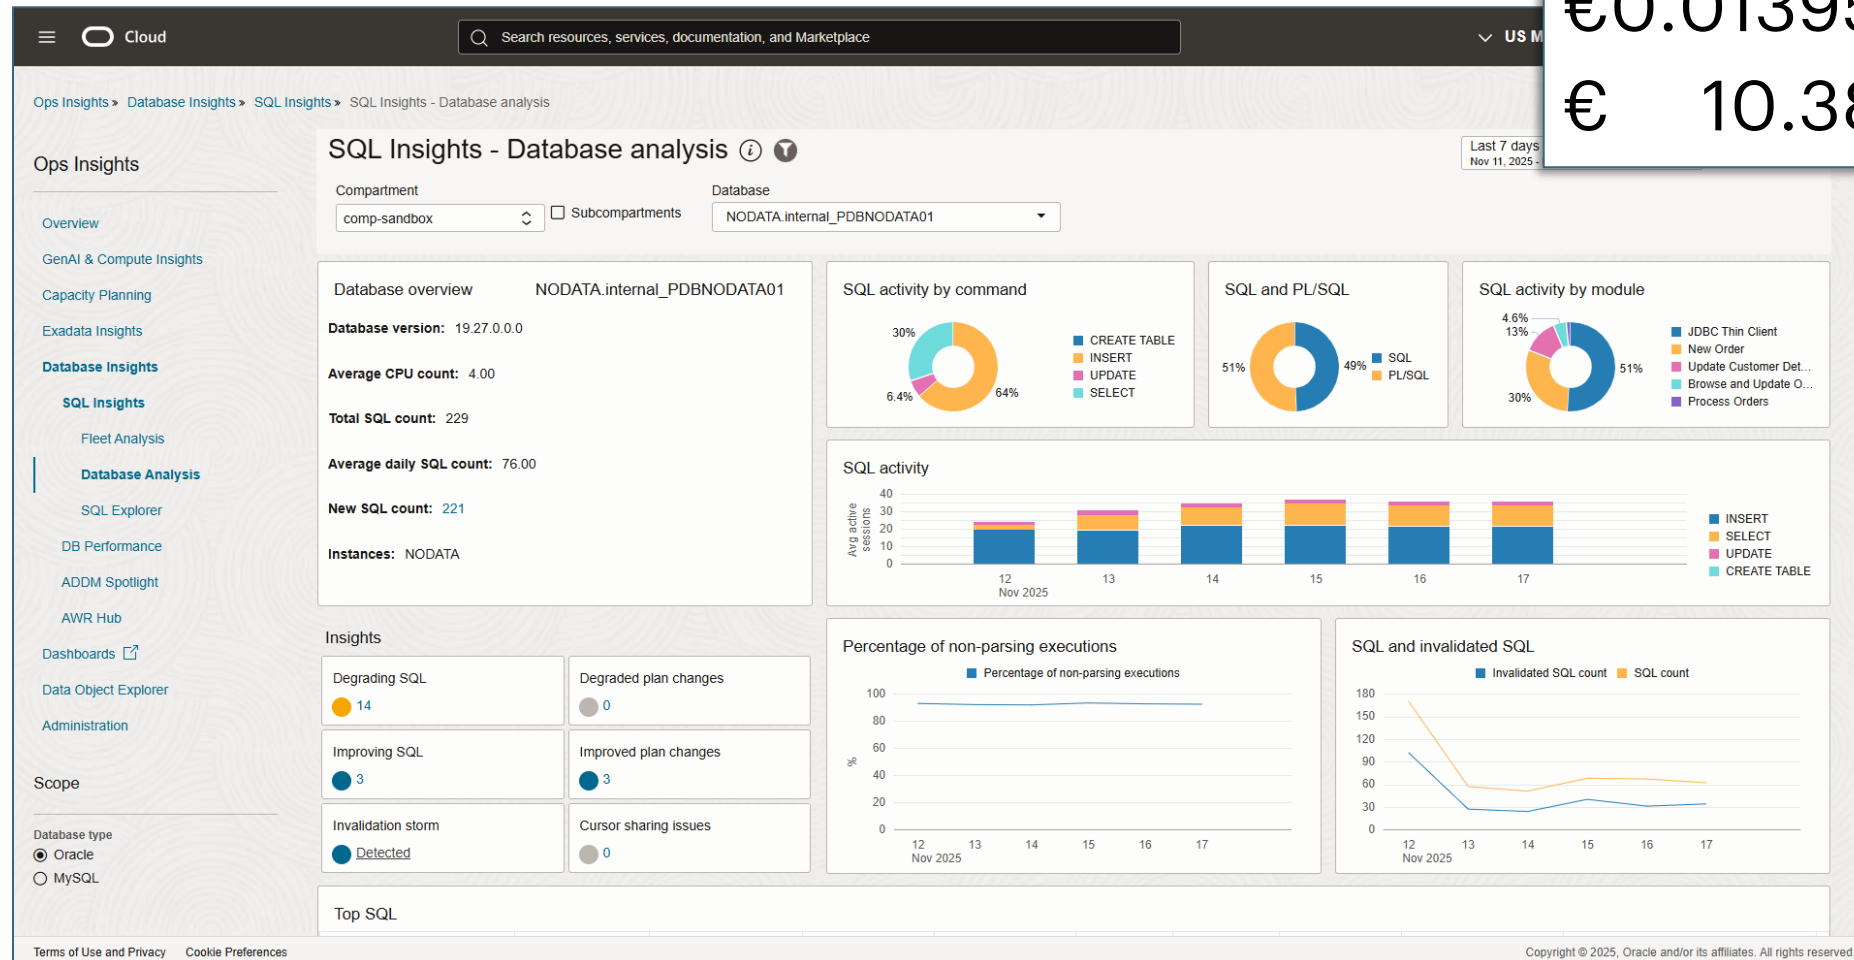 Cloud
Search resources, services, documentation, and Marketplace
Ops Insights » Database Insights » SQL Insights » SQL Insights - Database analysis
Ops Insights
Overview
GenAI & Compute Insights
Capacity Planning
Exadata Insights
Database Insights
SQL Insights
Fleet Analysis
Database Analysis
SQL Explorer
DB Performance
ADDM Spotlight
AWR Hub
Dashboards
Data Object Explorer
Administration
Scope
Database type
Oracle
MySQL
SQL Insights - Database analysis
Last 7 days
Nov 11, 2025 -
€
10.38
Compartment
comp-sandbox
Subcompartments
Database
NODATA.internal_PDBNODATA01
Database overview NODATA.internal_PDBNODATA01
Database version: 19.27.0.0.0
Average CPU count: 4.00
Total SQL count: 229
Average daily SQL count: 76.00
New SQL count: 221
Instances: NODATA
SQL activity by command
30%
6.4%
64%
CREATE TABLE
INSERT
UPDATE
SELECT
SQL and PL/SQL
51%
49%
SQL
PL/SQL
SQL activity by module
4.6%
13%
30%
51%
JDBC Thin Client
New Order
Update Customer Det...
Browse and Update O...
Process Orders
SQL activity
Avg active
sessions
40
30
20
10
0
12 13 14 15 16 17
Nov 2025
INSERT
SELECT
UPDATE
CREATE TABLE
Insights
Degrading SQL
14
Degraded plan changes
0
Improving SQL
3
Improved plan changes
3
Invalidation storm
Detected
Cursor sharing issues
0
Percentage of non-parsing executions
Percentage of non-parsing executions
%
100
80
60
40
20
0
12 13 14 15 16 17
Nov 2025
SQL and invalidated SQL
Invalidated SQL count SQL count
180
150
120
90
60
30
0
12 13 14 15 16 17
Nov 2025
Top SQL
Terms of Use and Privacy Cookie Preferences
Copyright © 2025, Oracle and/or its affiliates. All rights reserved.